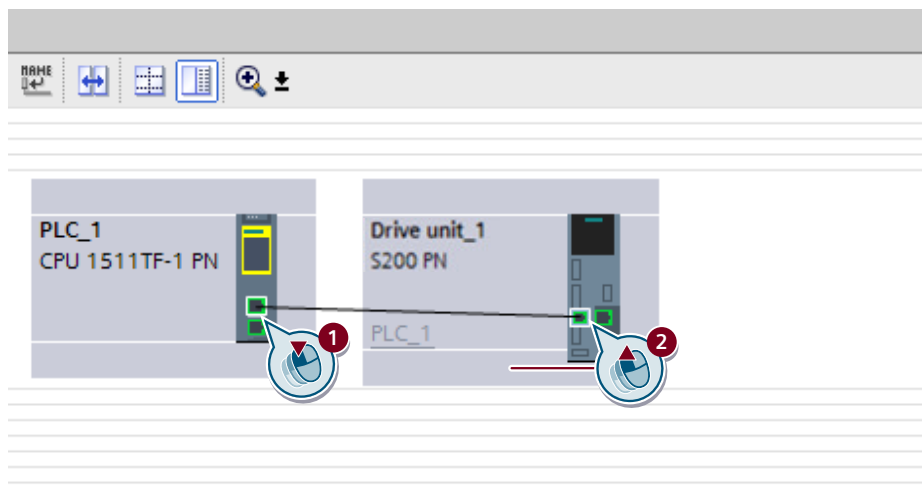 NAME
PLC_1
CPU 1511TF-1 PN
Drive unit_1
S200 PN
PLC_1
1
2